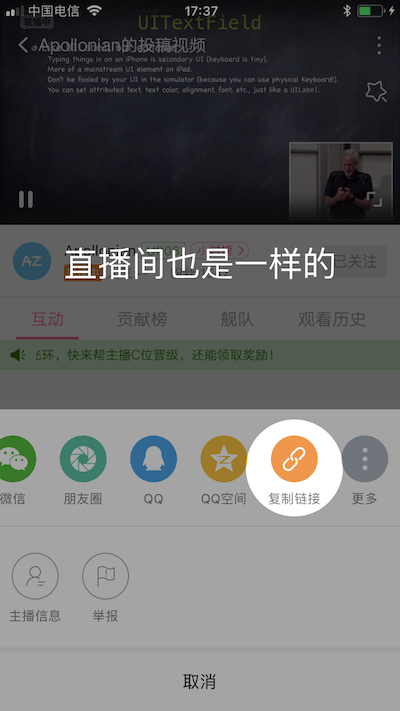 中国电信
17:37
UITextField
Apollonian的投稿视频
Typing things in on an iPhone is secondary UI (keyboard is tiny).
More of a mainstream UI element on iPad.
Don't be fooled by your UI in the simulator (because you can use physical keyboard!).
You can set attributed text, text color, alignment, font, etc., just like a UILabel.
AZ
直播间也是一样的
已关注
互动
贡献榜
舰队
观看历史
光环，快来帮主播C位晋级，还能领取奖励！
微信
朋友圈
QQ
QQ空间
复制链接
更多
主播信息
举报
取消